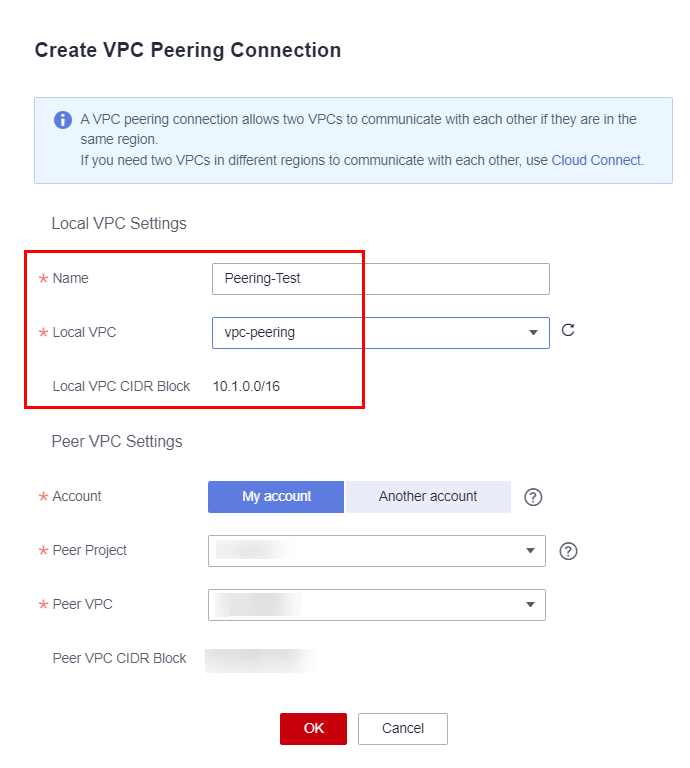 Create VPC Peering Connection
A VPC peering connection allows two VPCs to communicate with each other if they are in the
same region.
If you need two VPCs in different regions to communicate with each other, use Cloud Connect.
Local VPC Settings
* Name Peering-Test
* Local VPC vpc-peering
Local VPC CIDR Block 10.1.0.0/16
Peer VPC Settings
* Account My account Another account
* Peer Project
* Peer VPC
Peer VPC CIDR Block
OK Cancel